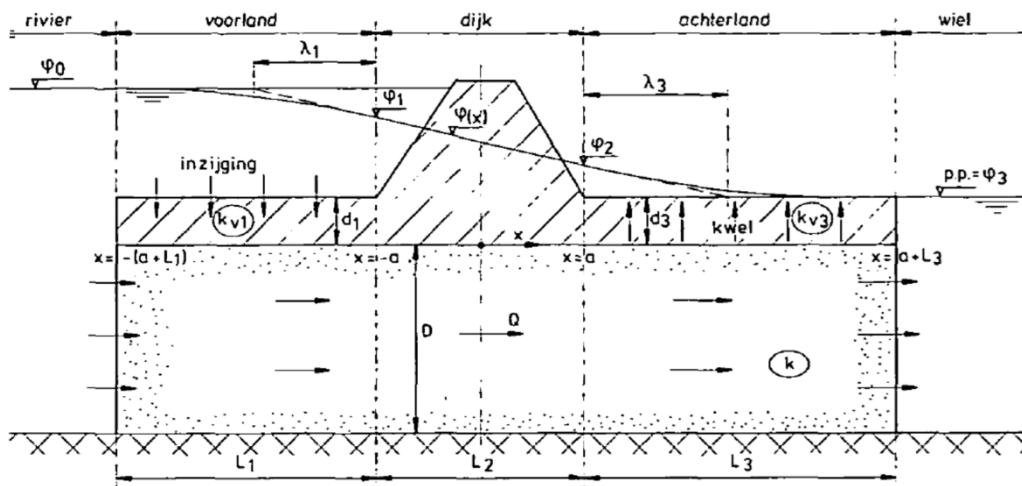 rivier voorland dijk achterland wiel
λ1
λ3
φ0
φ1
φ(x)
φ2
p.p.=φ3
inzijging
kv1
d1
d3
kwel
kv3
x
x=-(a+L1)
x=-a
x=a
x=a+L3
D
Q
k
L1
L2
L3